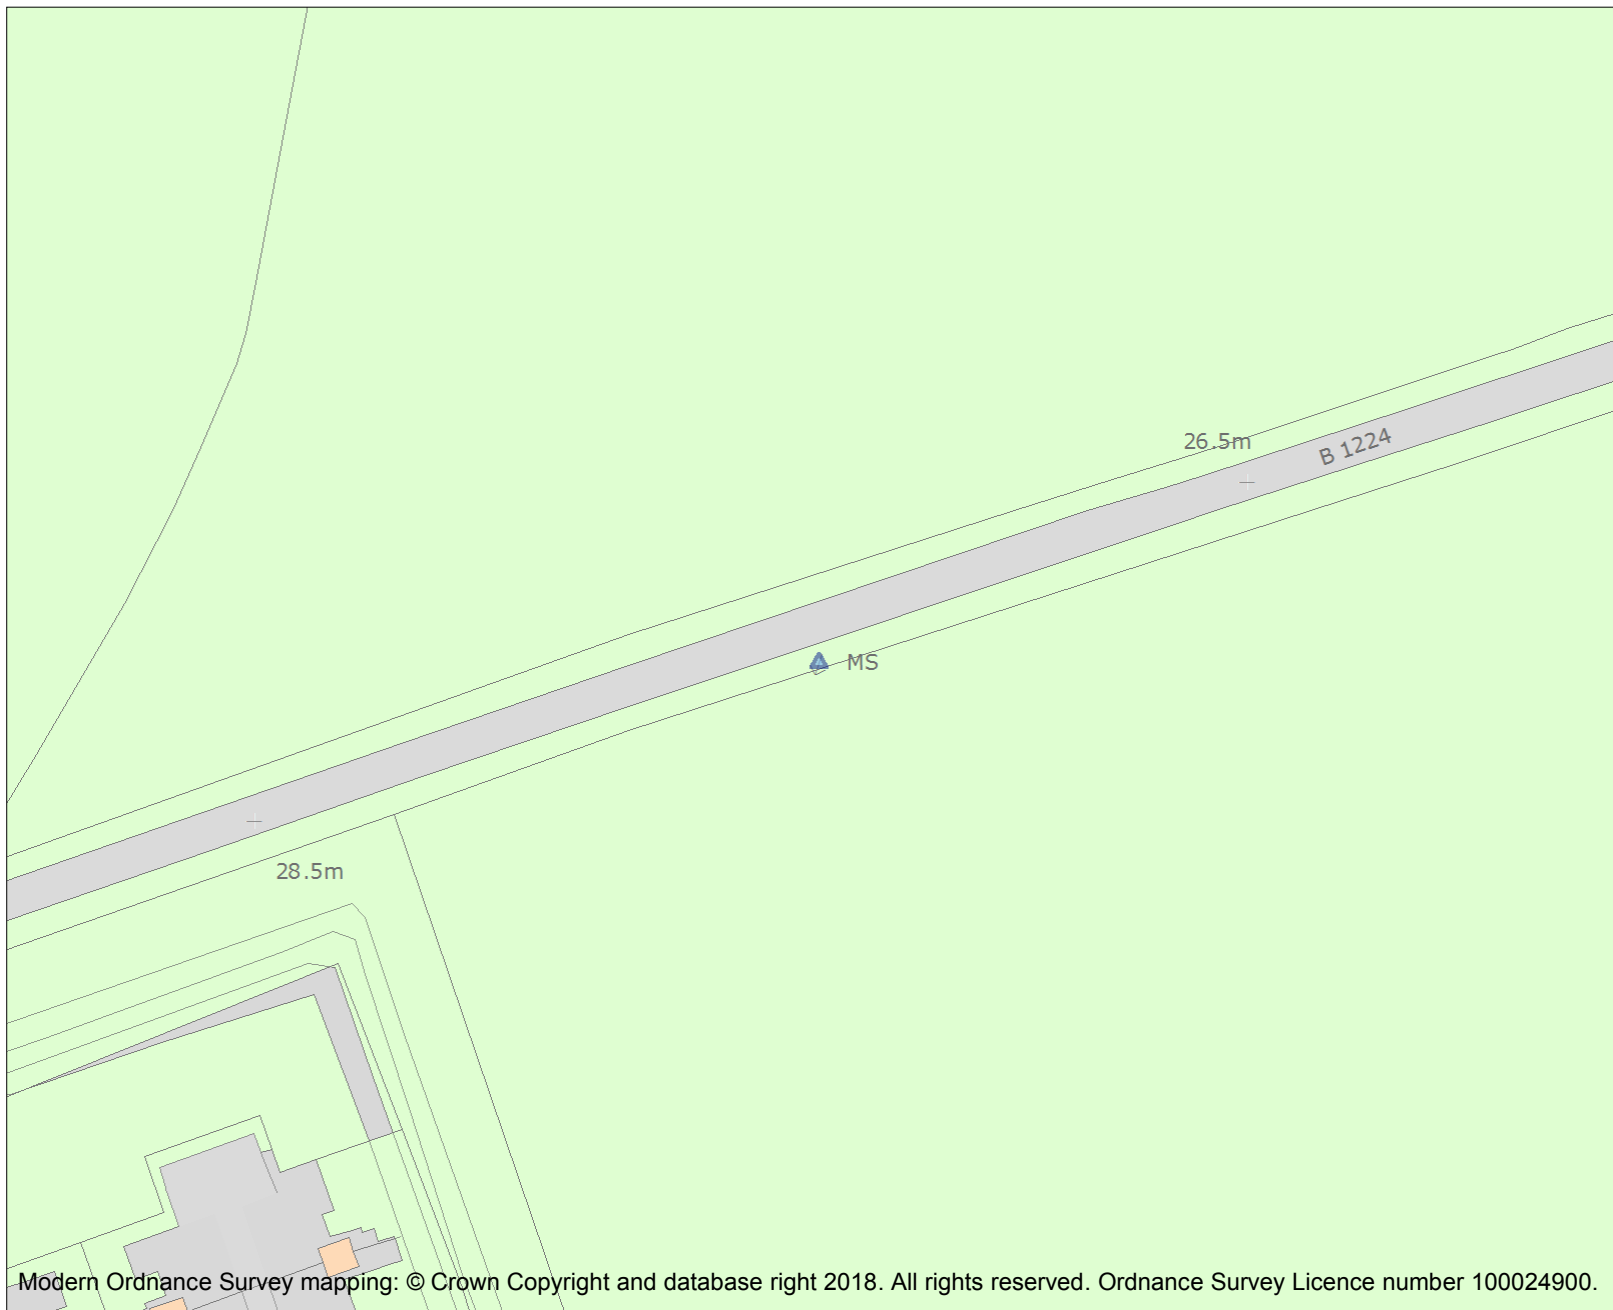 26.5m
B 1224
MS
28.5m
Modern Ordnance Survey mapping: © Crown Copyright and database right 2018. All rights reserved. Ordnance Survey Licence number 100024900.